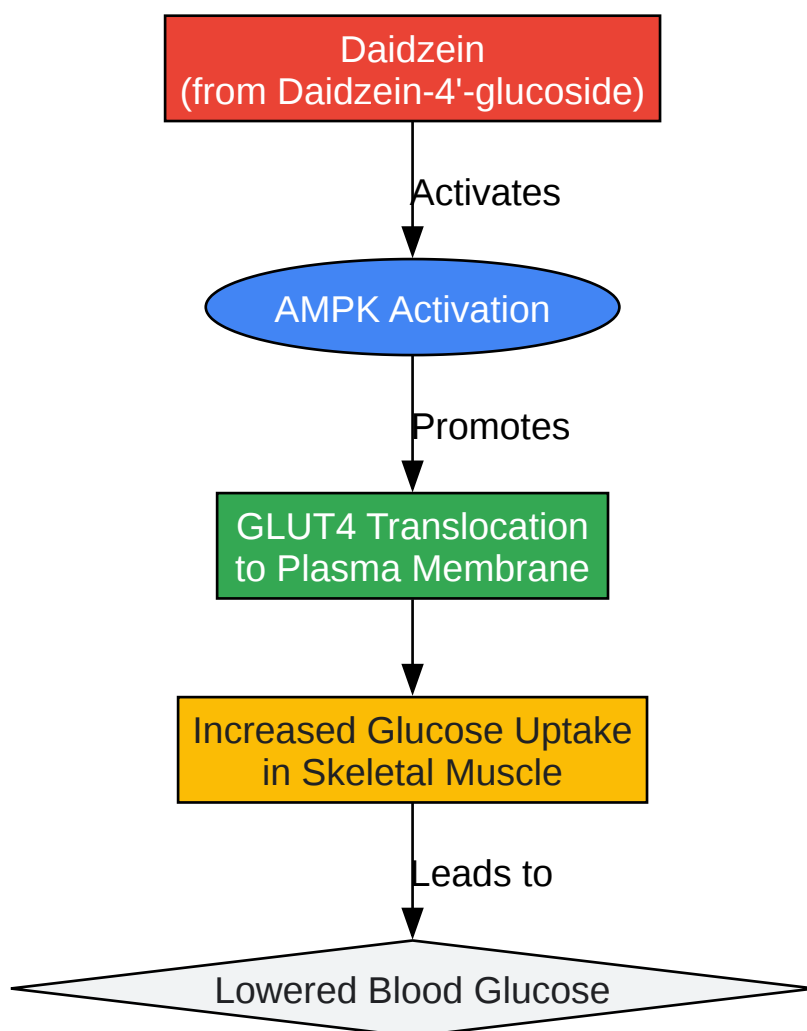 Daidzein
(from Daidzein-4'-glucoside)
Activates
AMPK Activation
Promotes
GLUT4 Translocation
to Plasma Membrane
Increased Glucose Uptake
in Skeletal Muscle
Leads to
Lowered Blood Glucose